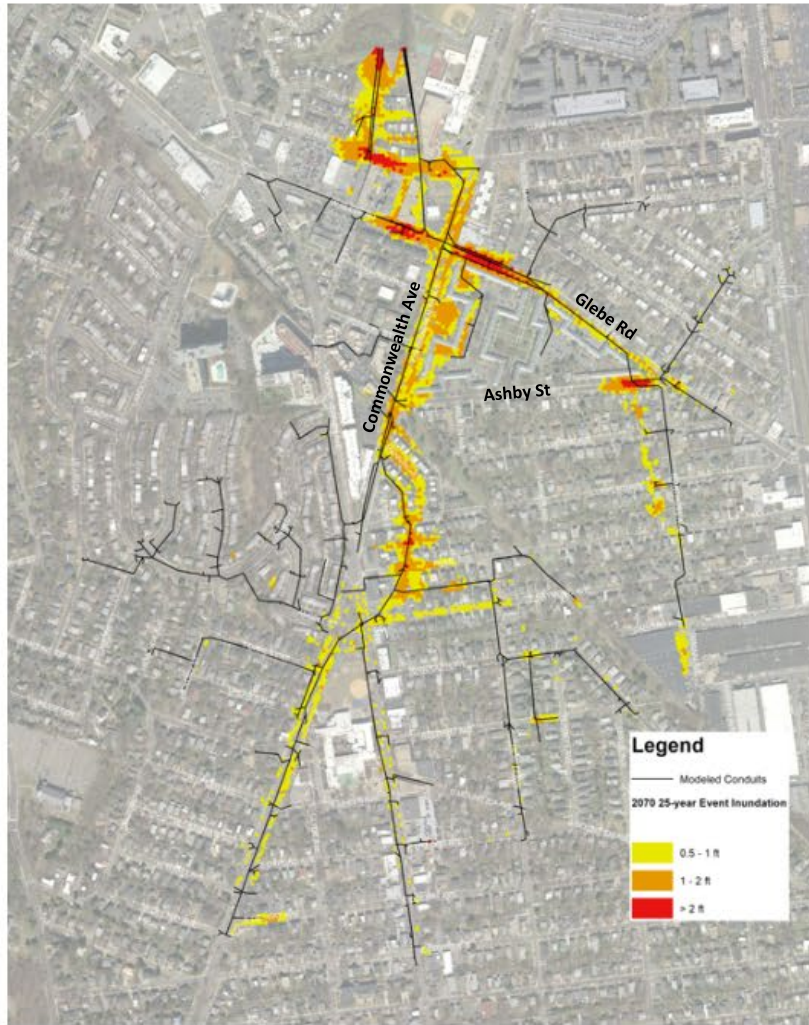 Commonwealth Ave
Glebe Rd
Ashby St
Legend
Modeled Conduits
2070 25-year Event Inundation
0.5 - 1 ft
1 - 2 ft
> 2 ft